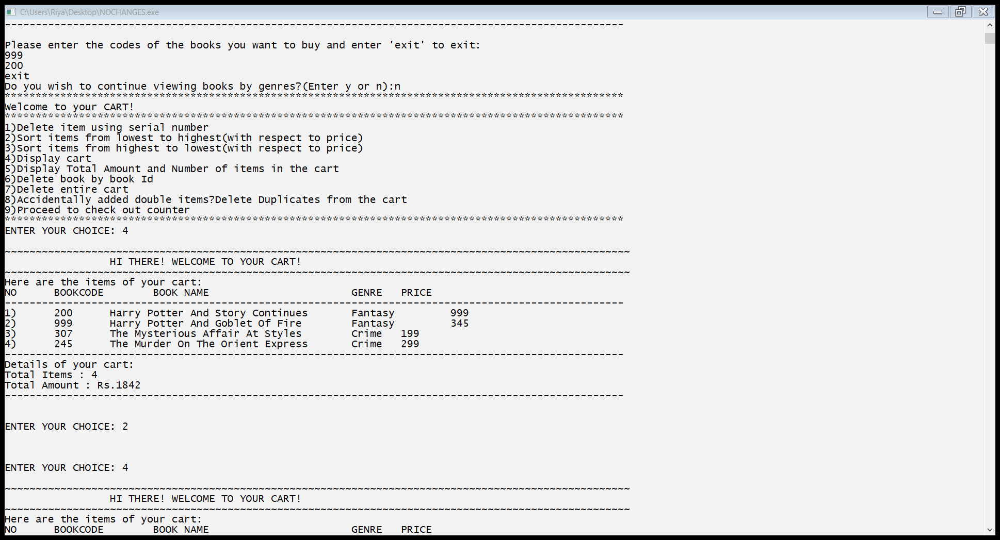 C:\Users\Riya\Desktop\NOCHANGES.exe
----------------------------------------------------------------------------------------------------
Please enter the codes of the books you want to buy and enter 'exit' to exit:
999
200
exit
Do you wish to continue viewing books by genres?(Enter y or n):n
****************************************************************************************************
Welcome to your CART!
****************************************************************************************************
1)Delete item using serial number
2)Sort items from lowest to highest(with respect to price)
3)Sort items from highest to lowest(with respect to price)
4)Display cart
5)Display Total Amount and Number of items in the cart
6)Delete book by book Id
7)Delete entire cart
8)Accidentally added double items?Delete Duplicates from the cart
9)Proceed to check out counter
****************************************************************************************************
ENTER YOUR CHOICE: 4
~~~~~~~~~~~~~~~~~~~~~~~~~~~~~~~~~~~~~~~~~~~~~~~~~~~~~~~~~~~~~~~~~~~~~~~~~~~~~~~~~~~~~~~~~~~~~~~~~~~~~
HI THERE! WELCOME TO YOUR CART!
~~~~~~~~~~~~~~~~~~~~~~~~~~~~~~~~~~~~~~~~~~~~~~~~~~~~~~~~~~~~~~~~~~~~~~~~~~~~~~~~~~~~~~~~~~~~~~~~~~~~~
Here are the items of your cart:
NO      BOOKCODE        BOOK NAME                       GENRE   PRICE
----------------------------------------------------------------------------------------------------
1)      200      Harry Potter And Story Continues       Fantasy         999
2)      999      Harry Potter And Goblet Of Fire        Fantasy         345
3)      307      The Mysterious Affair At Styles        Crime   199
4)      245      The Murder On The Orient Express       Crime   299
----------------------------------------------------------------------------------------------------
Details of your cart:
Total Items : 4
Total Amount : Rs.1842
----------------------------------------------------------------------------------------------------
ENTER YOUR CHOICE: 2
ENTER YOUR CHOICE: 4
~~~~~~~~~~~~~~~~~~~~~~~~~~~~~~~~~~~~~~~~~~~~~~~~~~~~~~~~~~~~~~~~~~~~~~~~~~~~~~~~~~~~~~~~~~~~~~~~~~~~~
HI THERE! WELCOME TO YOUR CART!
~~~~~~~~~~~~~~~~~~~~~~~~~~~~~~~~~~~~~~~~~~~~~~~~~~~~~~~~~~~~~~~~~~~~~~~~~~~~~~~~~~~~~~~~~~~~~~~~~~~~~
Here are the items of your cart:
NO      BOOKCODE        BOOK NAME                       GENRE   PRICE